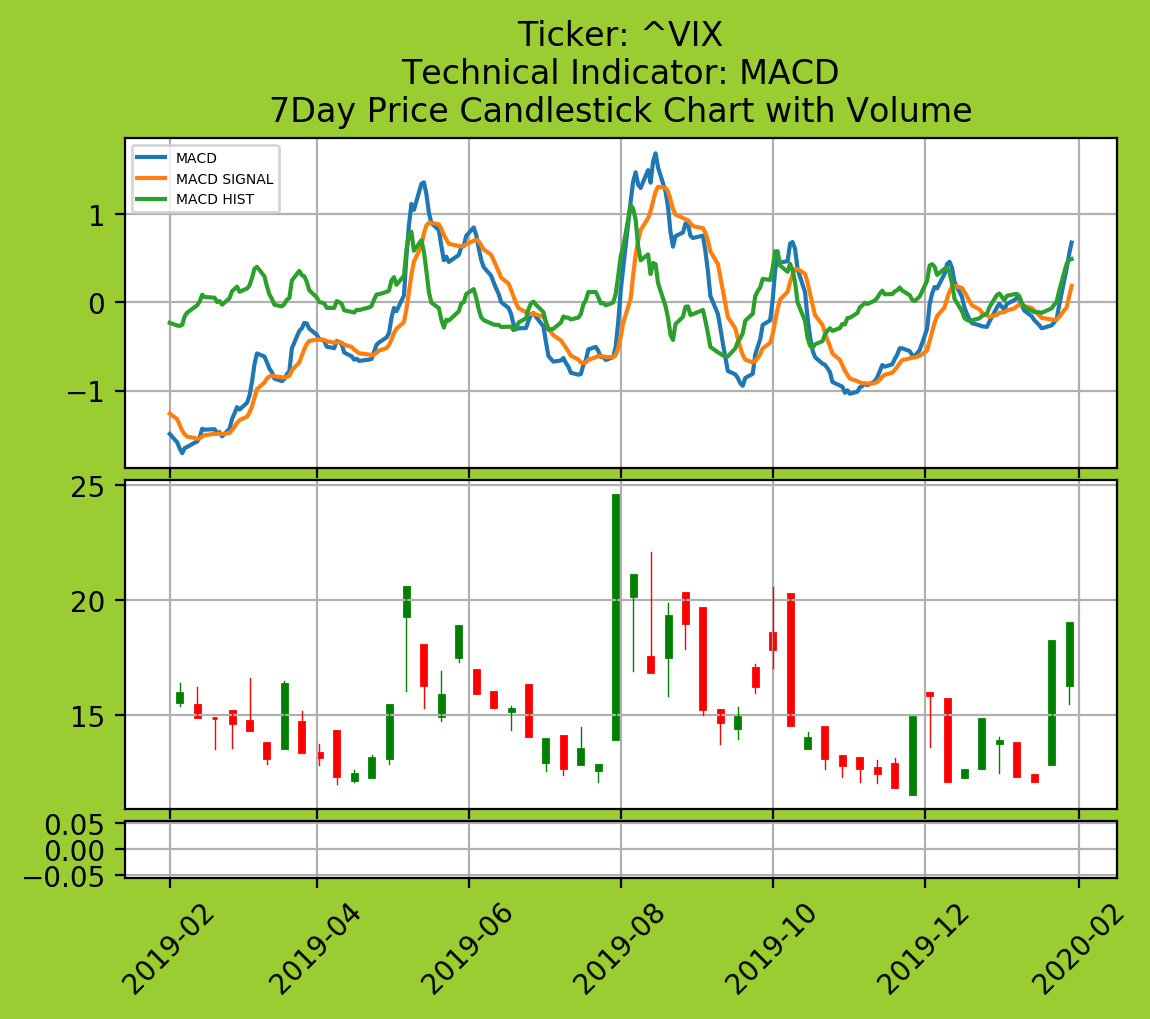 Ticker: ^VIX
Technical Indicator: MACD
7Day Price Candlestick Chart with Volume
MACD
MACD SIGNAL
MACD HIST
1
0
−1
25
20
15
0.05
0.00
−0.05
2019-02
2019-04
2019-06
2019-08
2019-10
2019-12
2020-02